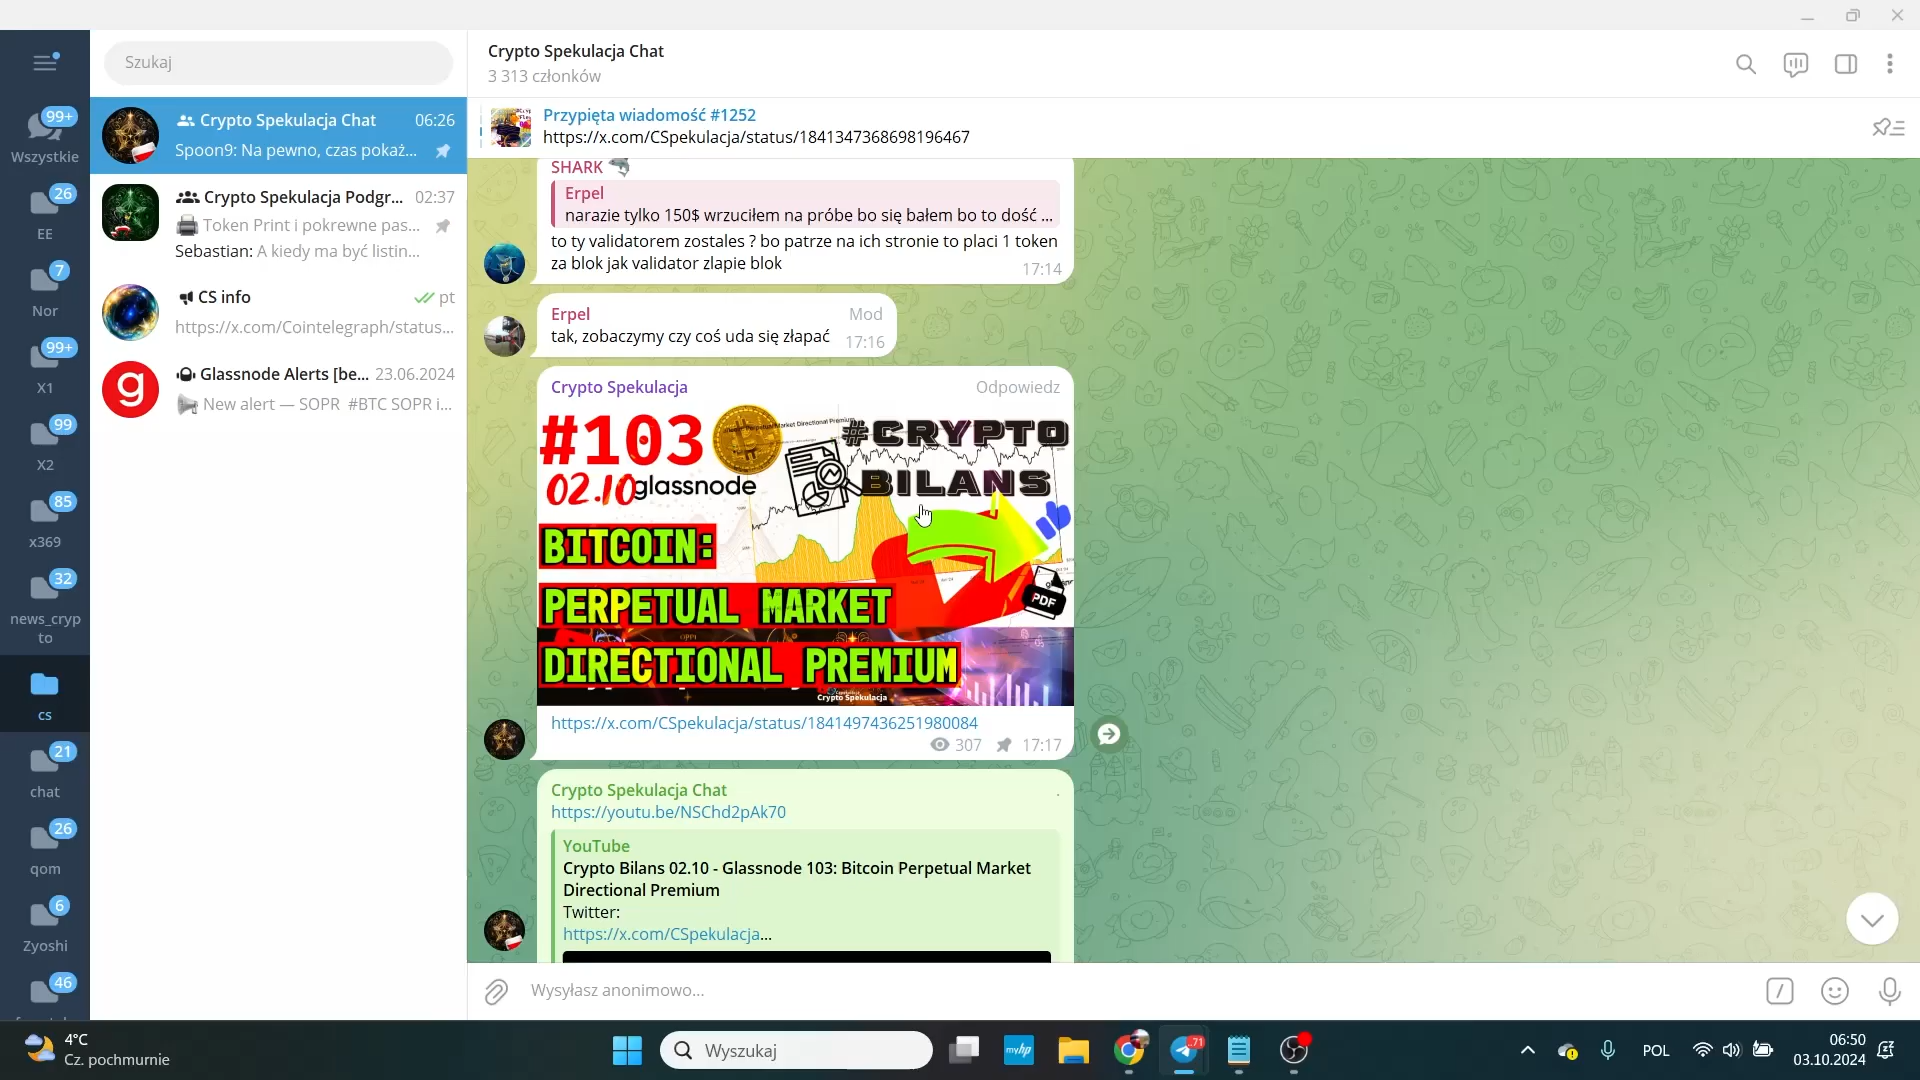 Szukaj
99+
Wszystkie
26
EE
7
Nor
99+
X1
99
X2
85
x369
32
news_cryp
to
cs
21
chat
26
qom
6
Zyoshi
46
Crypto Spekulacja Chat 06:26
Spoon9: Na pewno, czas pokaż...
Crypto Spekulacja Podgr... 02:37
Token Print i pokrewne pas...
Sebastian: A kiedy ma być listin...
CS info pt
https://x.com/Cointelegraph/status...
Glassnode Alerts [be... 23.06.2024
New alert — SOPR #BTC SOPR i...
Crypto Spekulacja Chat
3 313 członków
Przypięta wiadomość #1252
https://x.com/CSpekulacja/status/1841347368698196467
SHARK
Erpel
narazie tylko 150$ wrzuciłem na próbe bo się bałem bo to dość ...
to ty validatorem zostales ? bo patrze na ich stronie to placi 1 token
za blok jak validator zlapie blok
17:14
Erpel Mod
tak, zobaczymy czy coś uda się złapać 17:16
Crypto Spekulacja Odpowiedz
#103 #CRYPTO
02.10 glassnode BILANS
BITCOIN:
PERPETUAL MARKET
PDF
DIRECTIONAL PREMIUM
Crypto Spekulacja
https://x.com/CSpekulacja/status/1841497436251980084
307 17:17
Crypto Spekulacja Chat
https://youtu.be/NSChd2pAk70
YouTube
Crypto Bilans 02.10 - Glassnode 103: Bitcoin Perpetual Market
Directional Premium
Twitter:
https://x.com/CSpekulacja...
Wysyłasz anonimowo...
4°C
Cz. pochmurnie
Wyszukaj
myhp
71
POL
06:50
03.10.2024